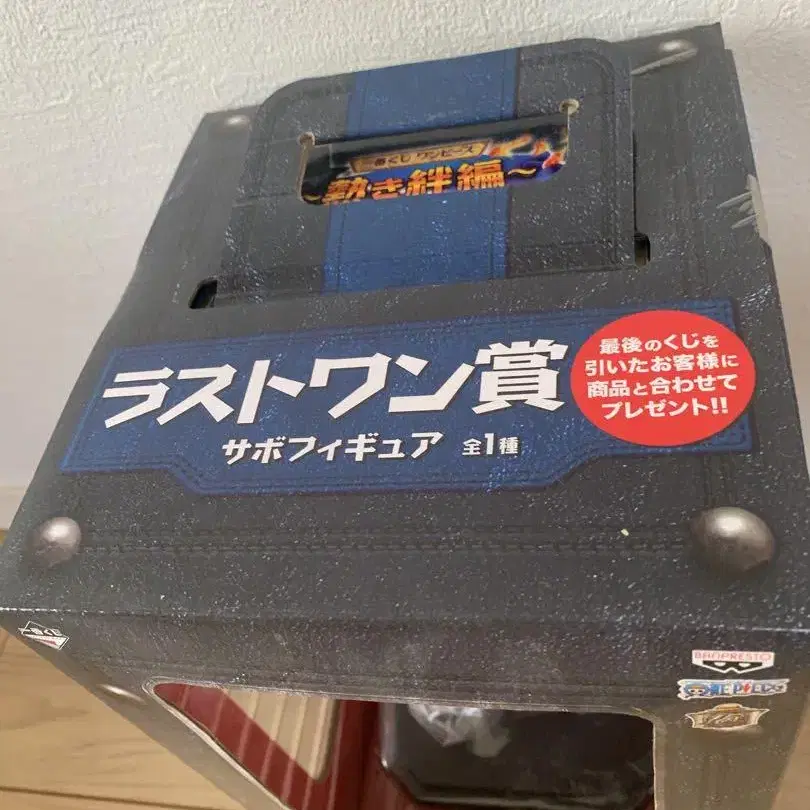 一番くじ ワンピース
～熱き絆編～
ラストワン賞
サボフィギュア 全1種
最後のくじを
引いたお客様に
商品と合わせて
プレゼント!!
BANPRESTO
ONE PIECE